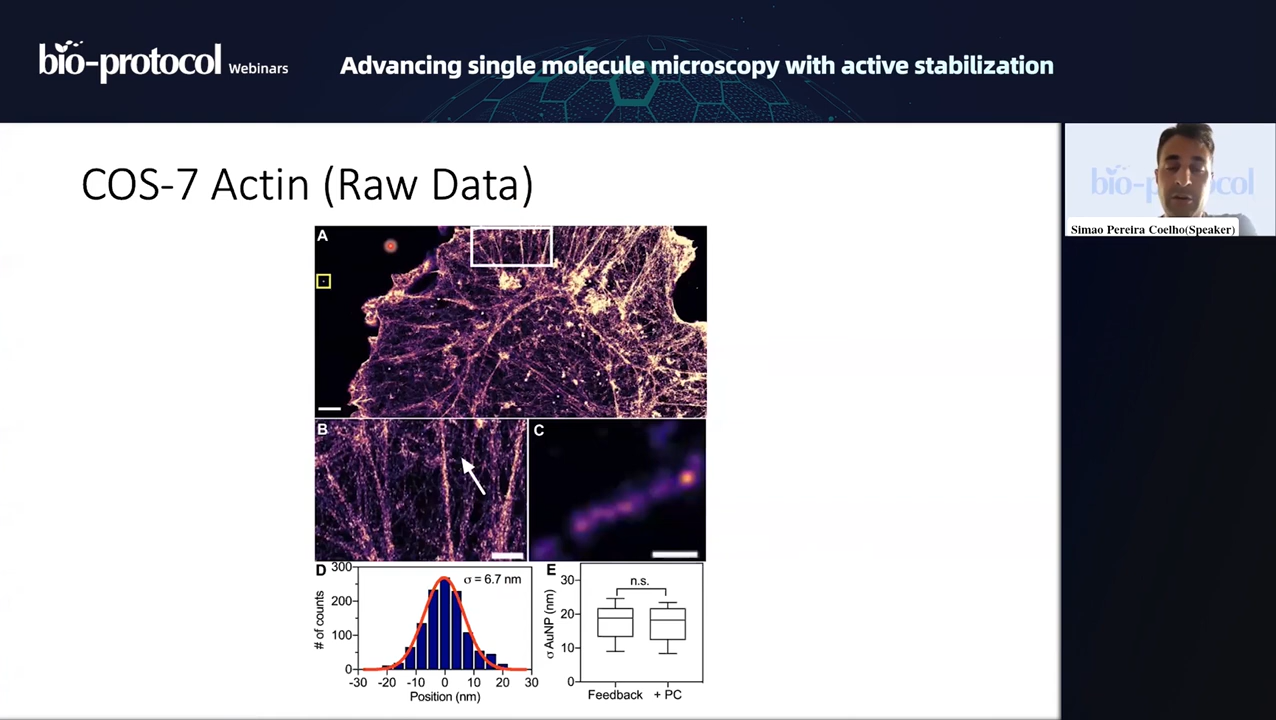 bio-protocol Webinars
Advancing single molecule microscopy with active stabilization
COS-7 Actin (Raw Data)
bio-protocol
Simao Pereira Coelho(Speaker)
A
B
C
D
300
200
100
0
# of counts
σ = 6.7 nm
-30 -20 -10 0 10 20 30
Position (nm)
E
30
20
10
0
σ AuNP (nm)
n.s.
Feedback + PC